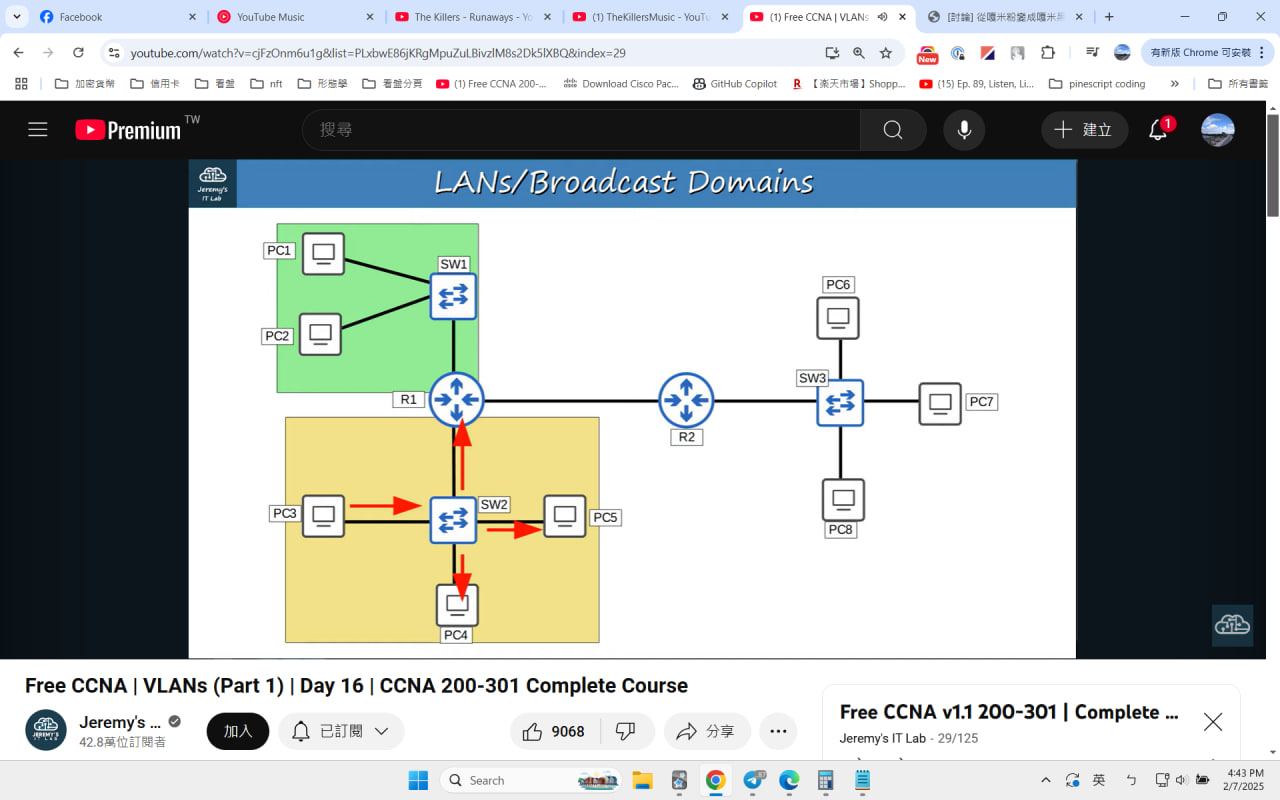 Facebook
YouTube Music
The Killers - Runaways - Yo
(1) TheKillersMusic - YouTu
(1) Free CCNA | VLANs
[討論] 從嘎米粉變成嘎米黑
youtube.com/watch?v=cjFzOnm6u1g&list=PLxbwE86jKRgMpuZuLBivzlM8s2Dk5lXBQ&index=29
New
有新版 Chrome 可安裝
加密貨幣
信用卡
看盤
nft
形態學
看盤分頁
(1) Free CCNA 200-...
Download Cisco Pac...
GitHub Copilot
R 【楽天市場】Shopp...
(15) Ep. 89, Listen, Li...
pinescript coding
»
所有書籤
Premium TW
搜尋
建立
1
Jeremy's
IT Lab
LANs/Broadcast Domains
PC1
SW1
PC6
PC2
SW3
R1
PC7
R2
SW2
PC3
PC5
PC8
PC4
Free CCNA | VLANs (Part 1) | Day 16 | CCNA 200-301 Complete Course
JEREMY'S
IT LAB
Jeremy's ...
42.8萬位訂閱者
加入
已訂閱
9068
分享
Free CCNA v1.1 200-301 | Complete ...
Jeremy's IT Lab - 29/125
Search
英
ㄅ
4:43 PM
2/7/2025